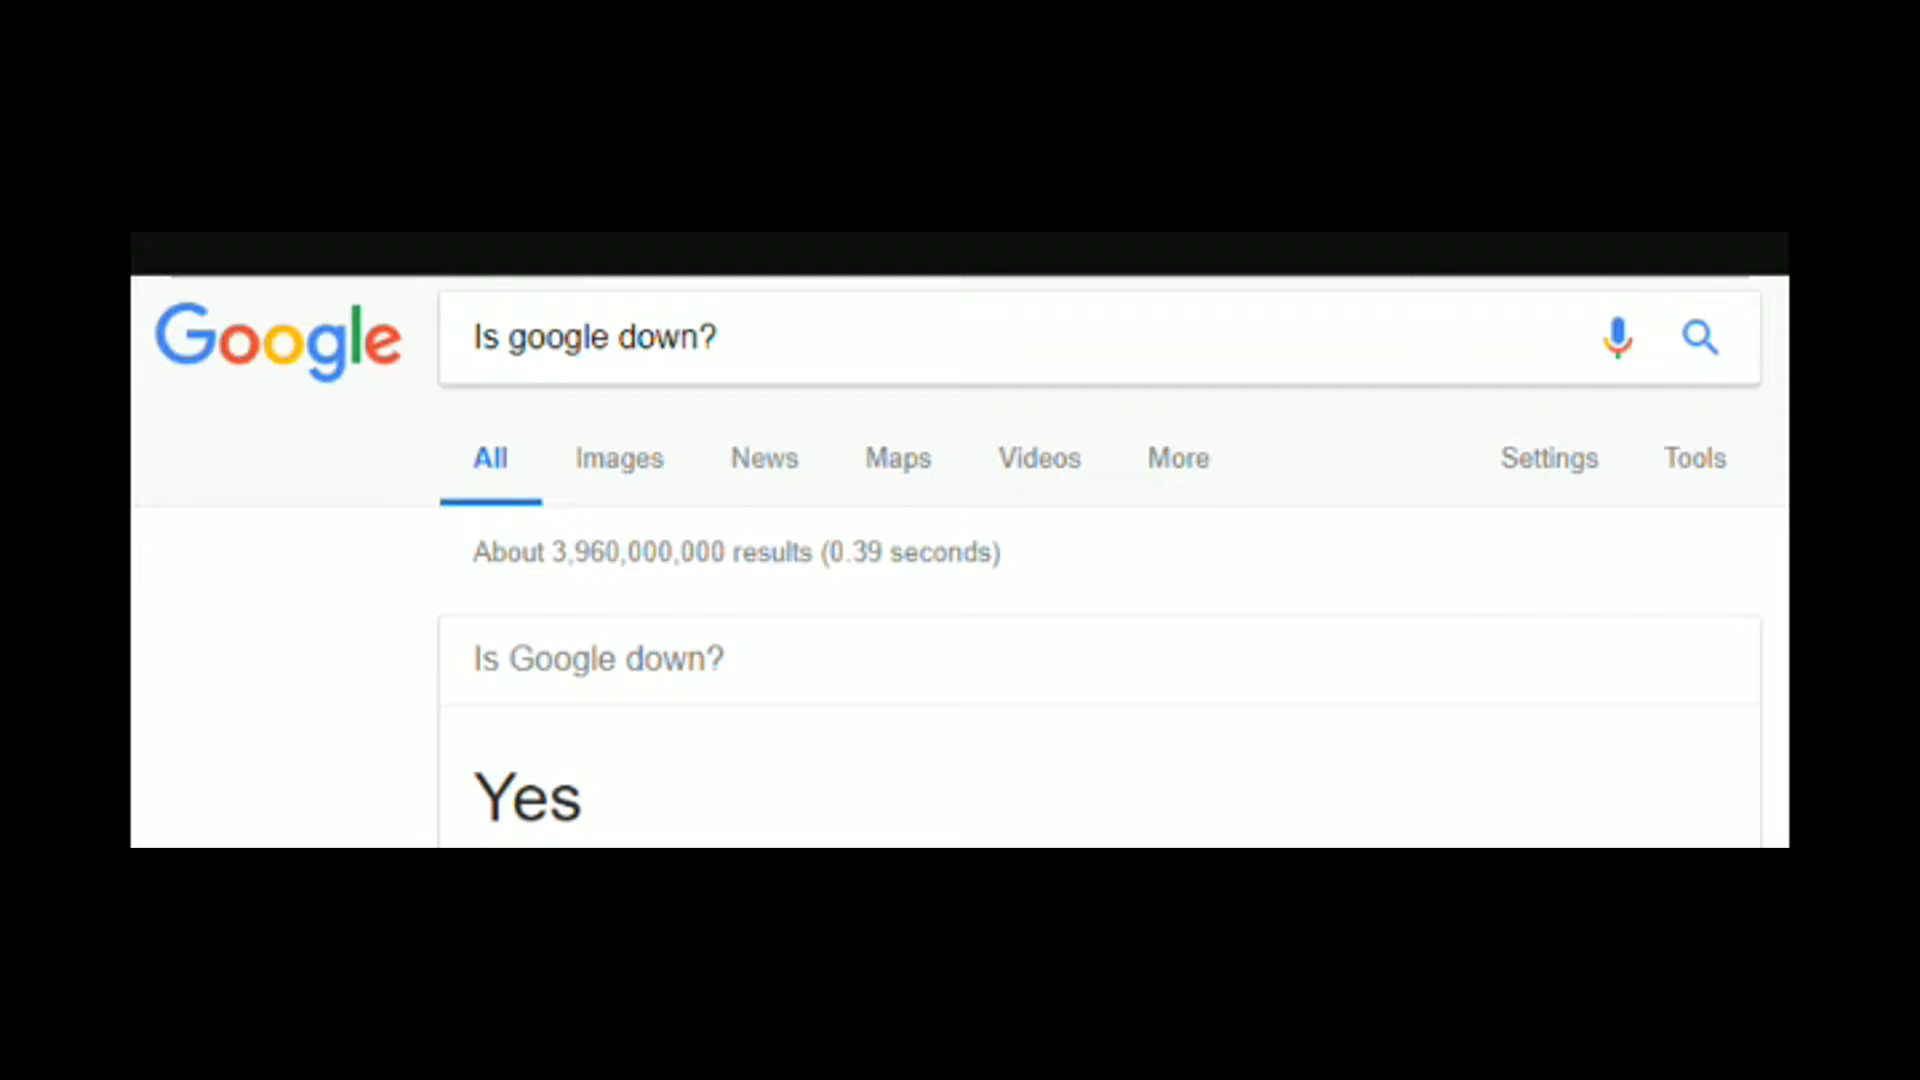 Google Is google down?
All Images News Maps Videos More Settings Tools
About 3,960,000,000 results (0.39 seconds)
Is Google down?
Yes